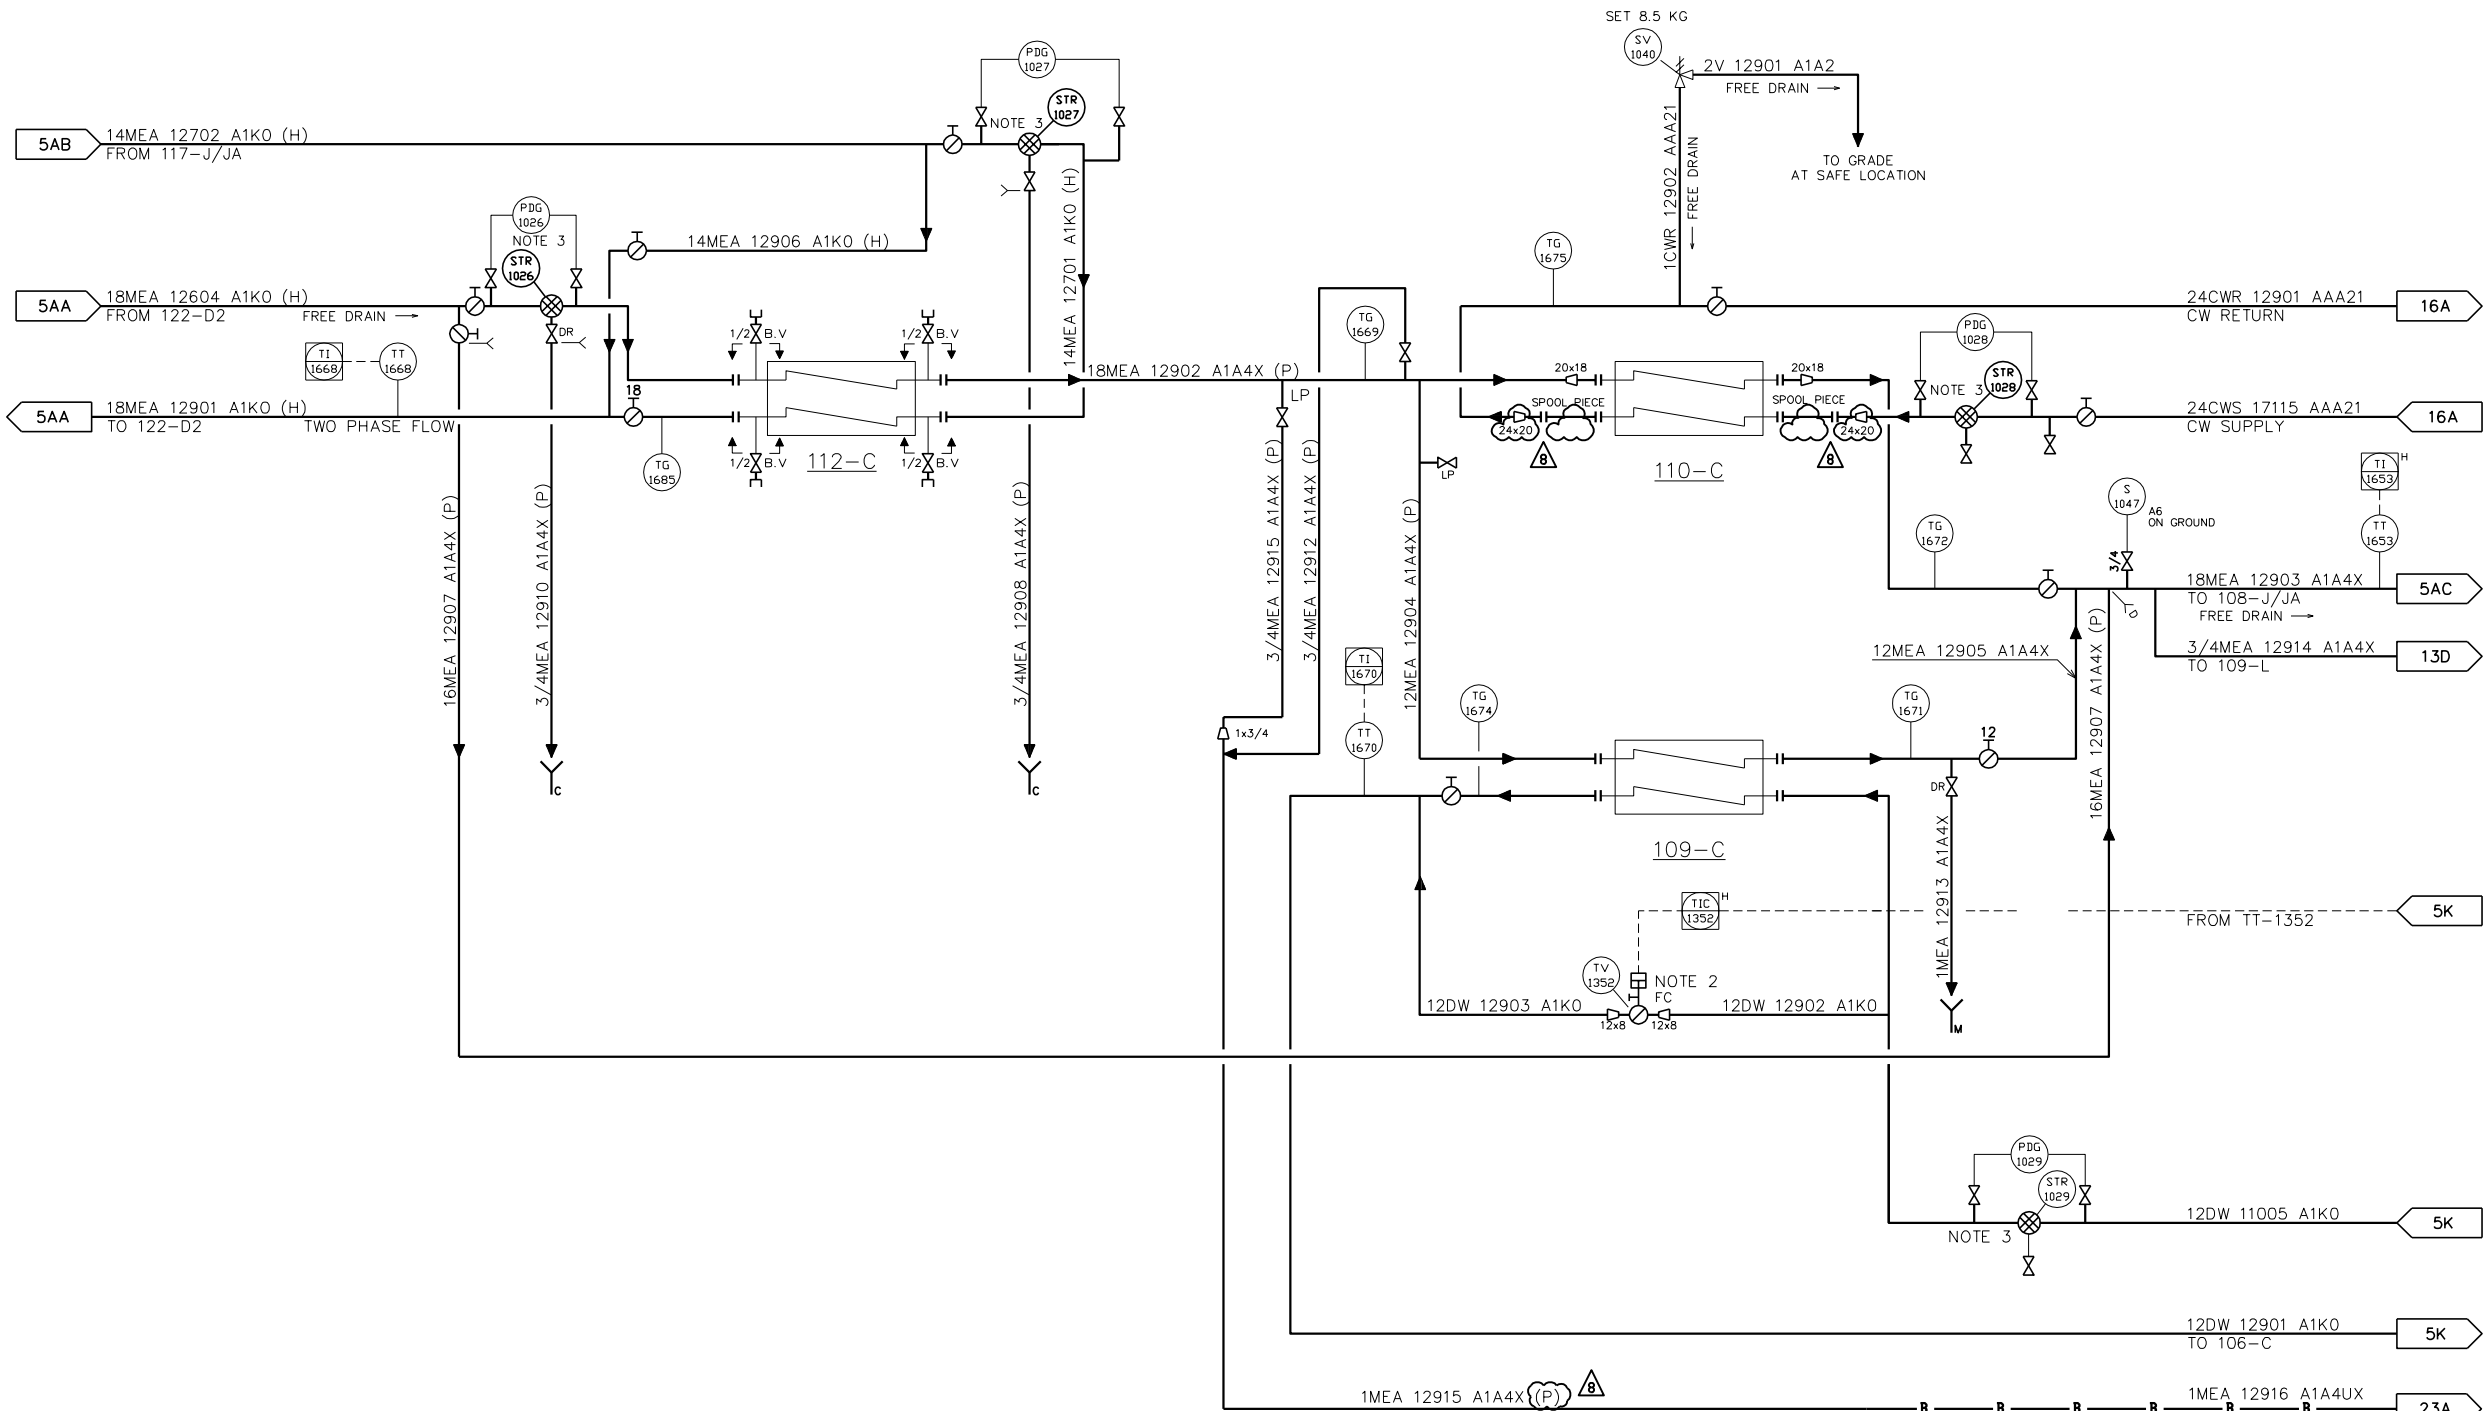 SET 8.5 KG
SV
1040
2V 12901 A1A2
FREE DRAIN
TO GRADE
AT SAFE LOCATION
1CWR 12902 AAA21
FREE DRAIN
PDG
1027
STR
1027
NOTE 3
5AB
14MEA 12702 A1K0 (H)
FROM 117-J/JA
14MEA 12701 A1K0 (H)
PDG
1026
NOTE 3
STR
1026
14MEA 12906 A1K0 (H)
5AA
18MEA 12604 A1K0 (H)
FROM 122-D2
FREE DRAIN
DR
TI
1668
TT
1668
5AA
18MEA 12901 A1K0 (H)
TO 122-D2
TWO PHASE FLOW
18
TG
1685
1/2
B.V
1/2
B.V
1/2
B.V
1/2
B.V
112-C
18MEA 12902 A1A4X (P)
LP
TG
1669
TG
1675
24CWR 12901 AAA21
CW RETURN
16A
20x18
20x18
SPOOL PIECE
SPOOL PIECE
24x20
24x20
8
8
110-C
PDG
1028
STR
1028
NOTE 3
24CWS 17115 AAA21
CW SUPPLY
16A
LP
TI
1653
H
TT
1653
S
1047
A6
ON GROUND
3/4
TG
1672
18MEA 12903 A1A4X
TO 108-J/JA
FREE DRAIN
5AC
D
3/4MEA 12914 A1A4X
TO 109-L
13D
12MEA 12905 A1A4X
16MEA 12907 A1A4X (P)
16MEA 12907 A1A4X (P)
3/4MEA 12910 A1A4X (P)
C
3/4MEA 12908 A1A4X (P)
C
3/4MEA 12915 A1A4X (P)
3/4MEA 12912 A1A4X (P)
12MEA 12904 A1A4X (P)
1x3/4
TI
1670
TT
1670
TG
1674
TG
1671
12
DR
109-C
1MEA 12913 A1A4X
M
TIC
1352
H
FROM TT-1352
5K
TV
1352
NOTE 2
FC
12DW 12903 A1K0
12x8
12x8
12DW 12902 A1K0
PDG
1029
STR
1029
NOTE 3
12DW 11005 A1K0
5K
12DW 12901 A1K0
TO 106-C
5K
1MEA 12915 A1A4X (P)
8
1MEA 12916 A1A4UX
23A